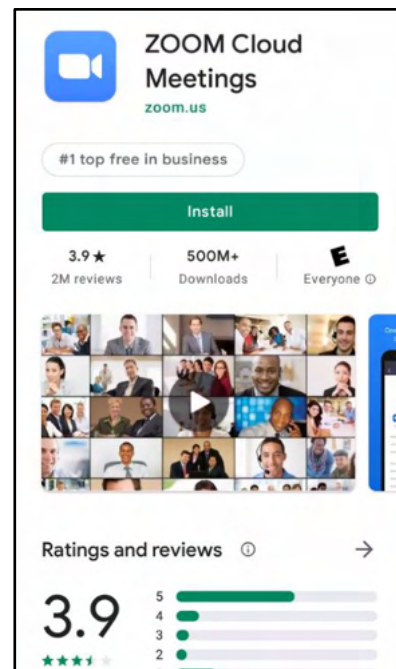 ZOOM Cloud
Meetings
zoom.us
#1 top free in business
Install
3.9★ 500M+ E
2M reviews Downloads Everyone
Ratings and reviews
3.9
5
4
3
2